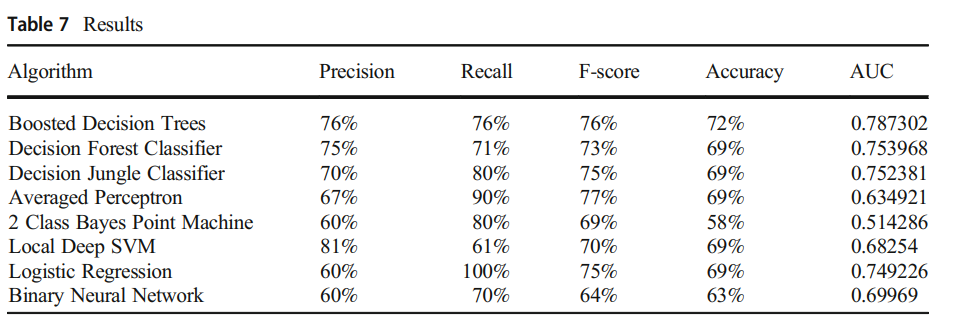 Table 7 Results
Algorithm Precision Recall F-score Accuracy AUC
Boosted Decision Trees 76% 76% 76% 72% 0.787302
Decision Forest Classifier 75% 71% 73% 69% 0.753968
Decision Jungle Classifier 70% 80% 75% 69% 0.752381
Averaged Perceptron 67% 90% 77% 69% 0.634921
2 Class Bayes Point Machine 60% 80% 69% 58% 0.514286
Local Deep SVM 81% 61% 70% 69% 0.68254
Logistic Regression 60% 100% 75% 69% 0.749226
Binary Neural Network 60% 70% 64% 63% 0.69969